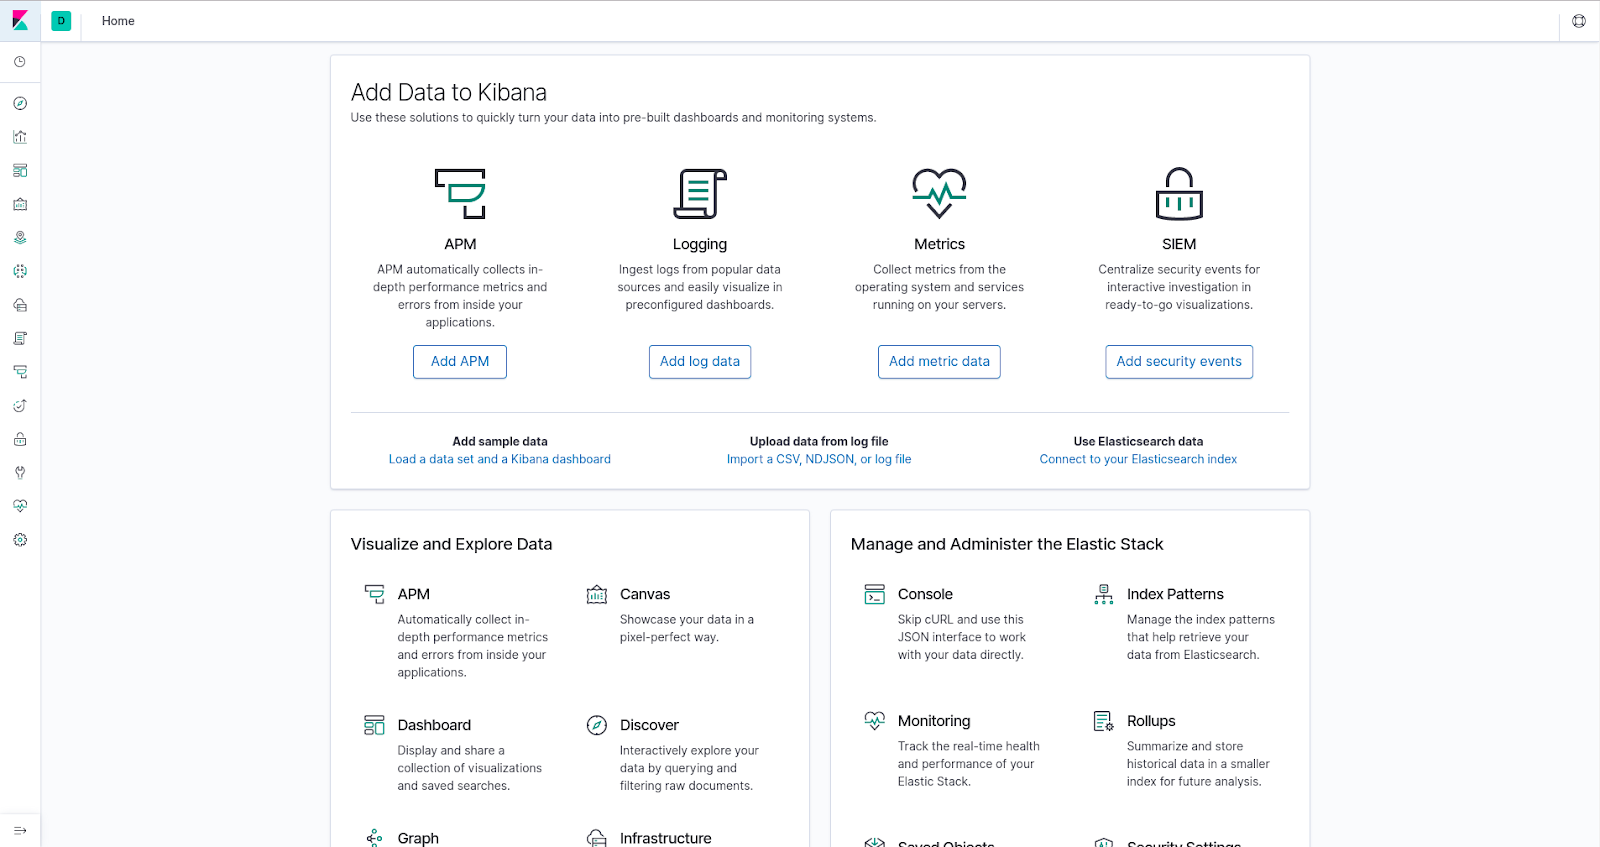 D
Home
Add Data to Kibana
Use these solutions to quickly turn your data into pre-built dashboards and monitoring systems.
APM
APM automatically collects in-
depth performance metrics and
errors from inside your
applications.
Add APM
Logging
Ingest logs from popular data
sources and easily visualize in
preconfigured dashboards.
Add log data
Metrics
Collect metrics from the
operating system and services
running on your servers.
Add metric data
SIEM
Centralize security events for
interactive investigation in
ready-to-go visualizations.
Add security events
Add sample data
Load a data set and a Kibana dashboard
Upload data from log file
Import a CSV, NDJSON, or log file
Use Elasticsearch data
Connect to your Elasticsearch index
Visualize and Explore Data
APM
Automatically collect in-
depth performance metrics
and errors from inside your
applications.
Canvas
Showcase your data in a
pixel-perfect way.
Dashboard
Display and share a
collection of visualizations
and saved searches.
Discover
Interactively explore your
data by querying and
filtering raw documents.
Graph
Infrastructure
Manage and Administer the Elastic Stack
Console
Skip cURL and use this
JSON interface to work
with your data directly.
Index Patterns
Manage the index patterns
that help retrieve your
data from Elasticsearch.
Monitoring
Track the real-time health
and performance of your
Elastic Stack.
Rollups
Summarize and store
historical data in a smaller
index for future analysis.
Saved Objects
Security Settings